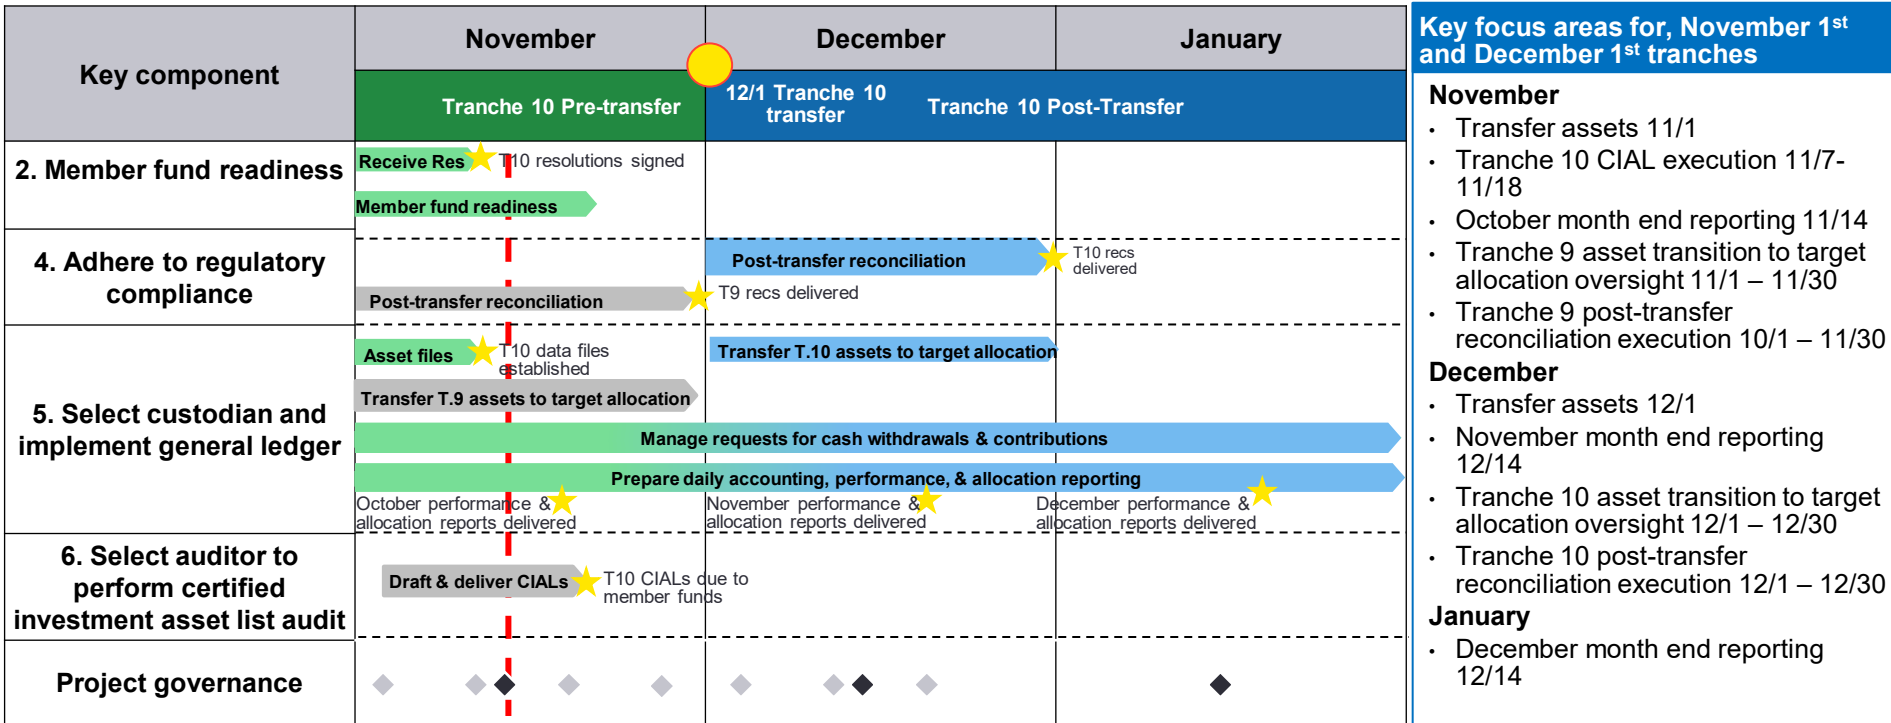 Key component
November
December
January
Tranche 10 Pre-transfer
12/1 Tranche 10
transfer
Tranche 10 Post-Transfer
2. Member fund readiness
Receive Res
T10 resolutions signed
Member fund readiness
4. Adhere to regulatory
compliance
Post-transfer reconciliation
T10 recs
delivered
Post-transfer reconciliation
T9 recs delivered
5. Select custodian and
implement general ledger
Asset files
T10 data files
established
Transfer T.10 assets to target allocation
Transfer T.9 assets to target allocation
Manage requests for cash withdrawals & contributions
Prepare daily accounting, performance, & allocation reporting
October performance &
allocation reports delivered
November performance &
allocation reports delivered
December performance &
allocation reports delivered
6. Select auditor to
perform certified
investment asset list audit
Draft & deliver CIALs
T10 CIALs due to
member funds
Project governance
Key focus areas for, November 1st
and December 1st tranches
November
• Transfer assets 11/1
• Tranche 10 CIAL execution 11/7-
11/18
• October month end reporting 11/14
• Tranche 9 asset transition to target
allocation oversight 11/1 – 11/30
• Tranche 9 post-transfer
reconciliation execution 10/1 – 11/30
December
• Transfer assets 12/1
• November month end reporting
12/14
• Tranche 10 asset transition to target
allocation oversight 12/1 – 12/30
• Tranche 10 post-transfer
reconciliation execution 12/1 – 12/30
January
• December month end reporting
12/14